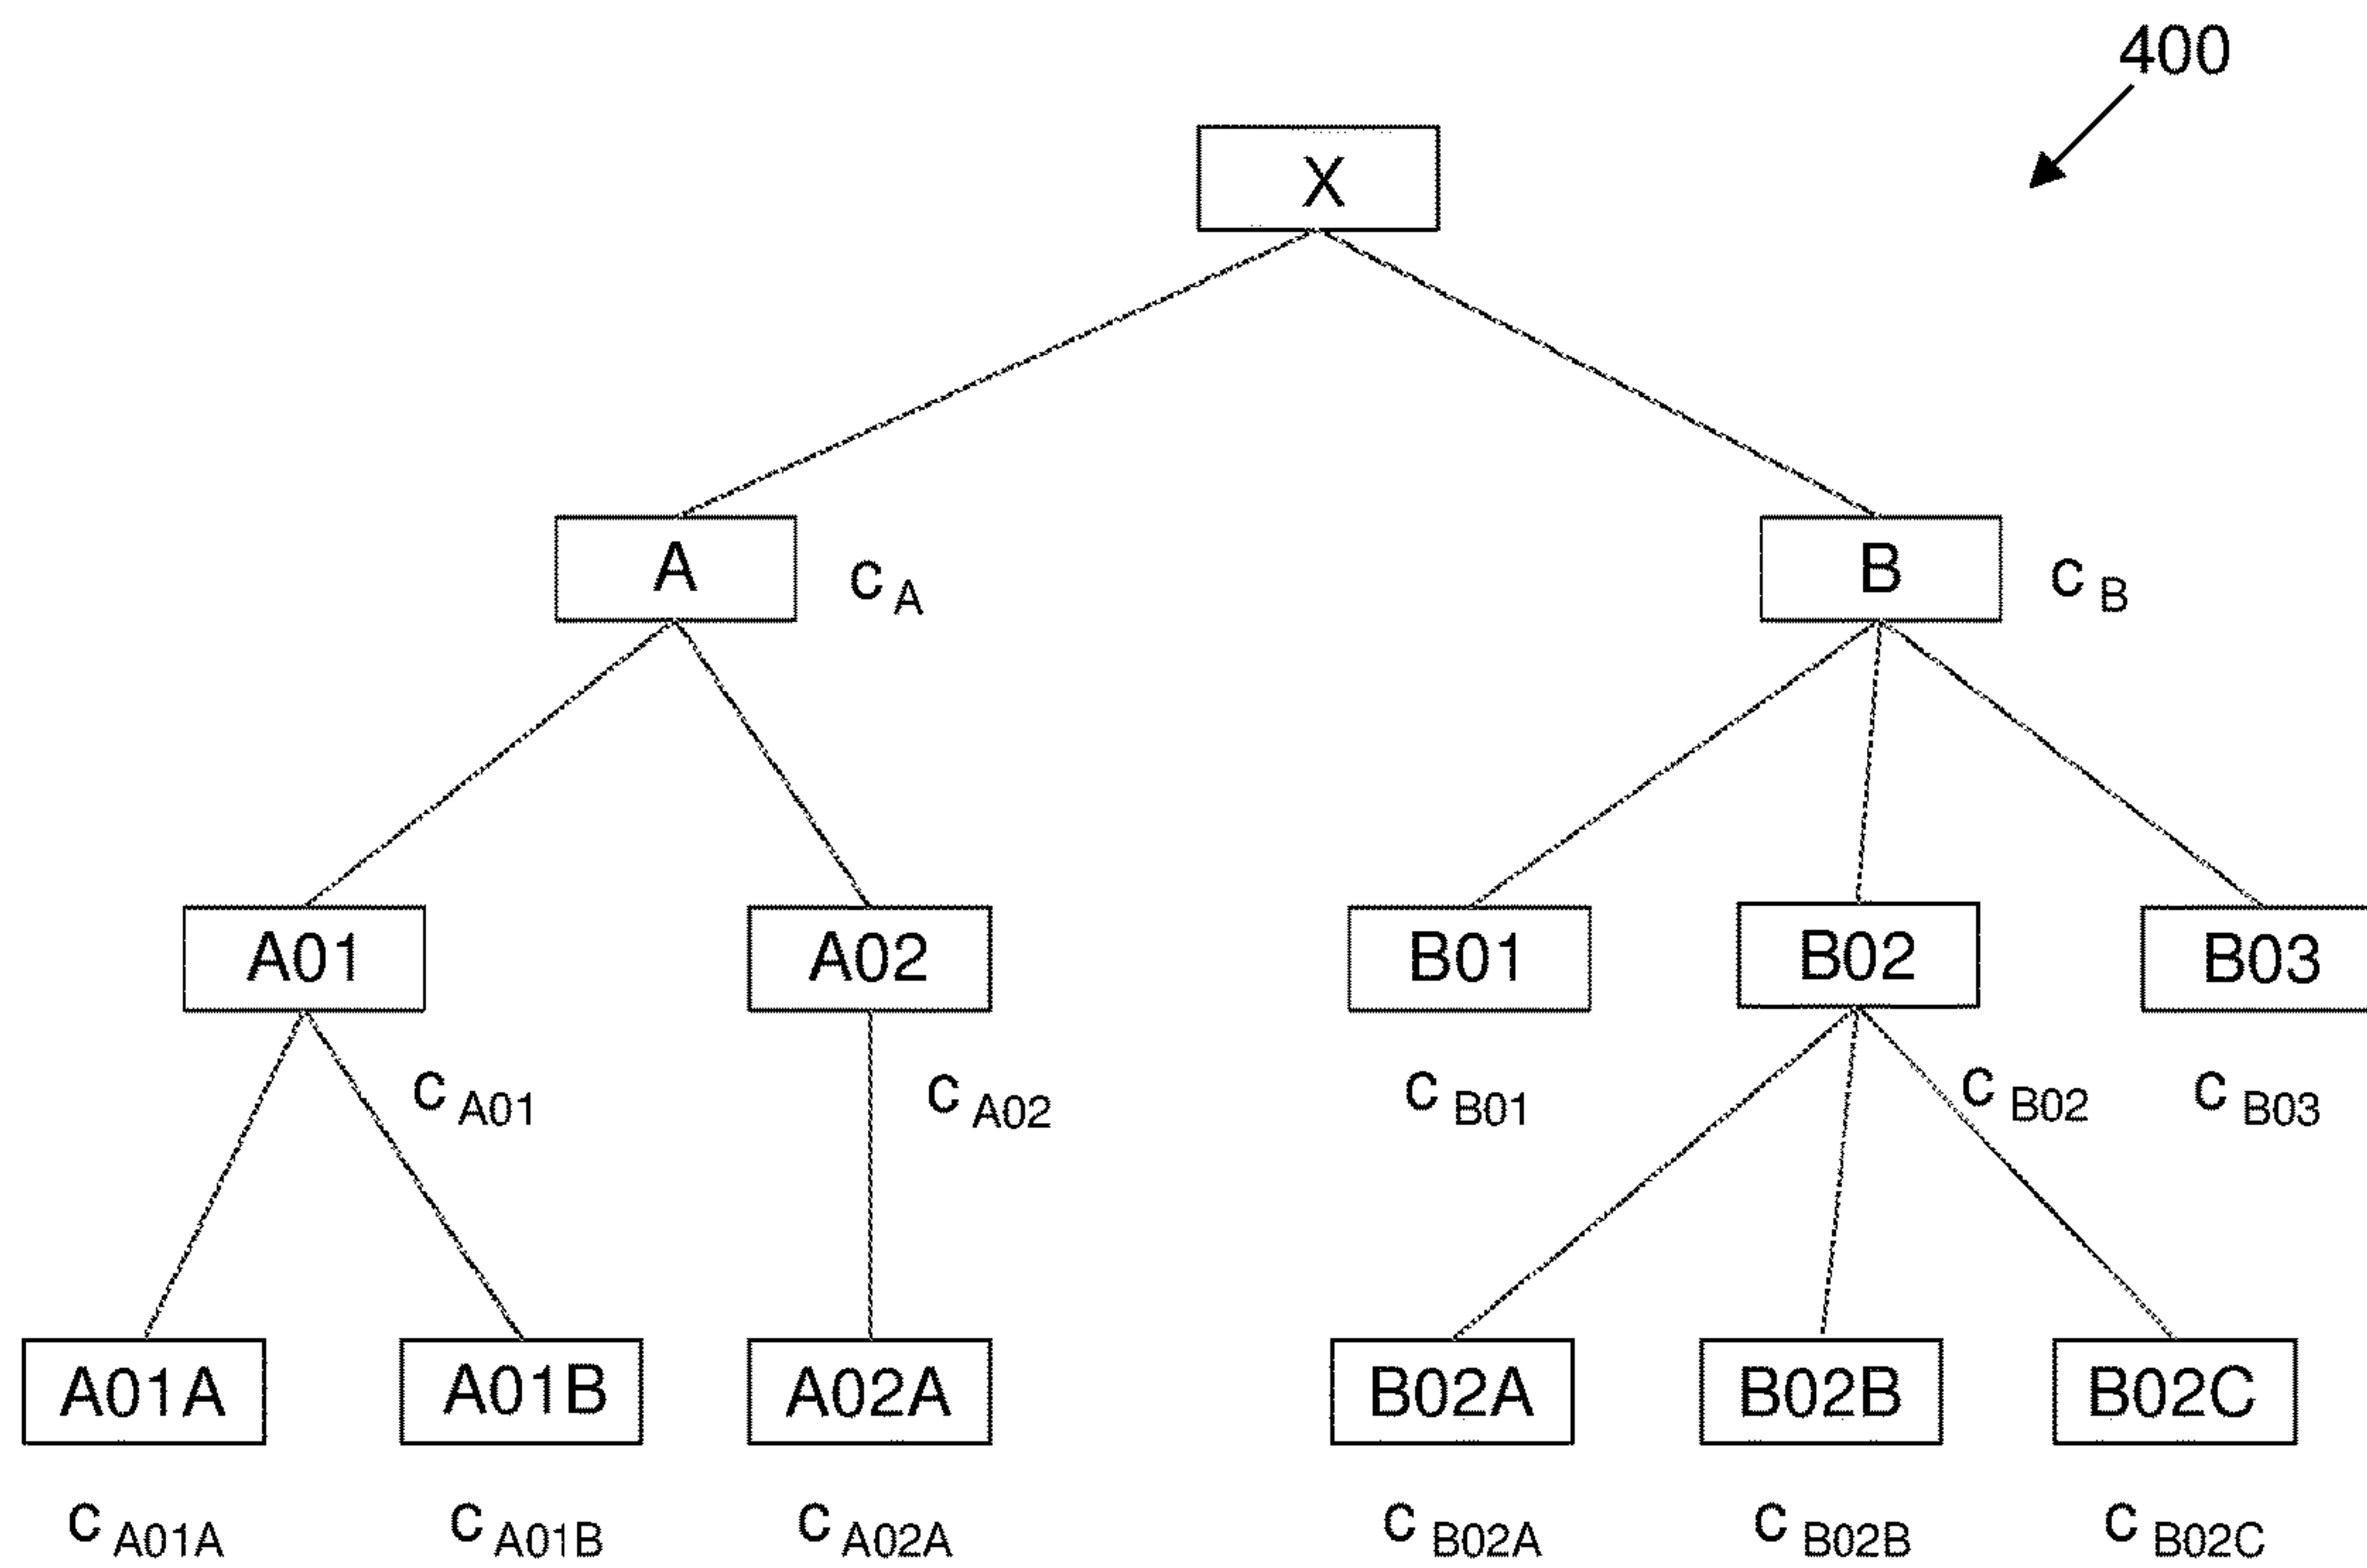 400
X
A c A B c B
A01 A02 B01 B02 B03
c A01 c A02 c B01 c B02 c B03
A01A A01B A02A B02A B02B B02C
c A01A c A01B c A02A c B02A c B02B c B02C